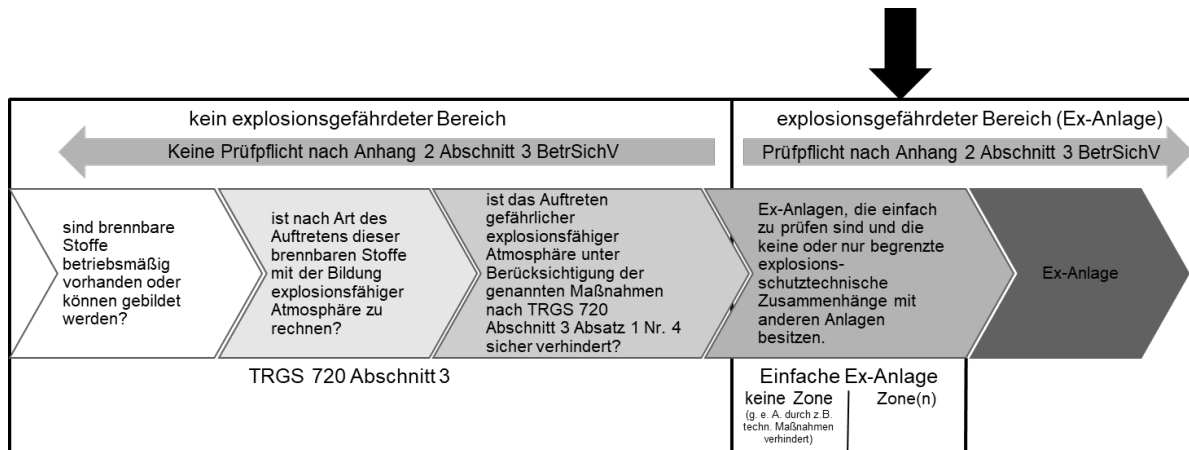 kein explosionsgefährdeter Bereich
Keine Prüfpflicht nach Anhang 2 Abschnitt 3 BetrSichV
explosionsgefährdeter Bereich (Ex-Anlage)
Prüfpflicht nach Anhang 2 Abschnitt 3 BetrSichV
sind brennbare
Stoffe
betriebsmäßig
vorhanden oder
können gebildet
werden?
ist nach Art des
Auftretens dieser
brennbaren Stoffe
mit der Bildung
explosionsfähiger
Atmosphäre zu
rechnen?
ist das Auftreten
gefährlicher
explosionsfähiger
Atmosphäre unter
Berücksichtigung der
genannten Maßnahmen
nach TRGS 720
Abschnitt 3 Absatz 1 Nr. 4
sicher verhindert?
Ex-Anlagen, die einfach
zu prüfen sind und die
keine oder nur begrenzte
explosions-
schutztechnische
Zusammenhänge mit
anderen Anlagen
besitzen.
Ex-Anlage
TRGS 720 Abschnitt 3
Einfache Ex-Anlage
keine Zone
(g. e. A. durch z.B.
techn. Maßnahmen
verhindert)
Zone(n)